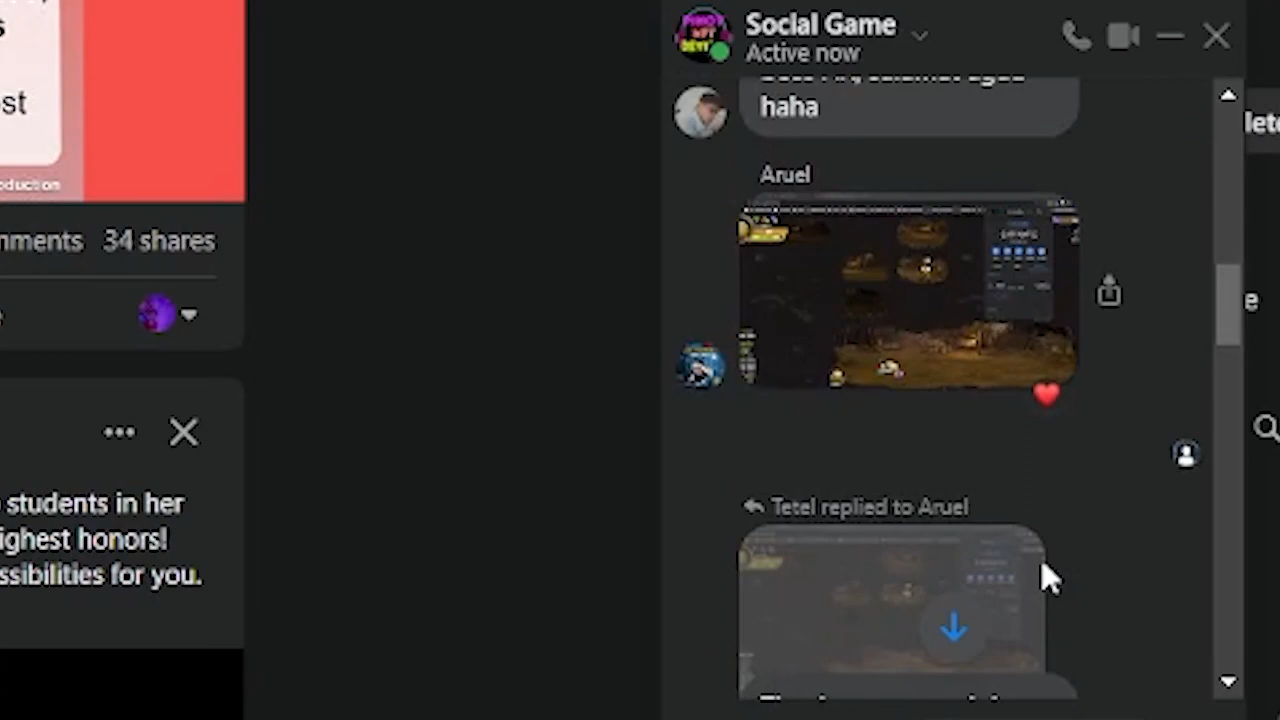 s
st
oduction
nments 34 shares
e
students in her
ighest honors!
ssibilities for you.
Social Game
Active now
haha
Aruel
Tetel replied to Aruel
lete
e